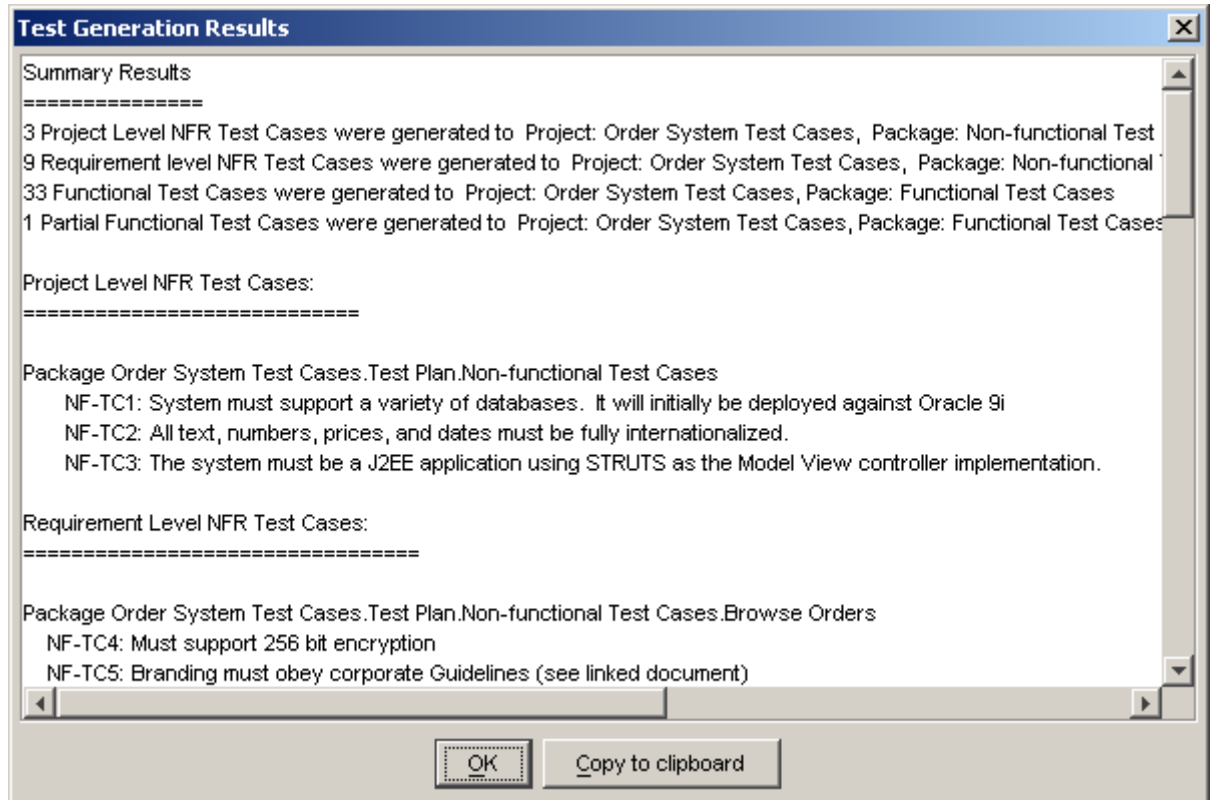 Test Generation Results
Summary Results
===============
3 Project Level NFR Test Cases were generated to  Project: Order System Test Cases,  Package: Non-functional Test
9 Requirement level NFR Test Cases were generated to  Project: Order System Test Cases,  Package: Non-functional
33 Functional Test Cases were generated to  Project: Order System Test Cases, Package: Functional Test Cases
1 Partial Functional Test Cases were generated to  Project: Order System Test Cases, Package: Functional Test Cases
Project Level NFR Test Cases:
============================
Package Order System Test Cases.Test Plan.Non-functional Test Cases
NF-TC1: System must support a variety of databases.  It will initially be deployed against Oracle 9i
NF-TC2: All text, numbers, prices, and dates must be fully internationalized.
NF-TC3: The system must be a J2EE application using STRUTS as the Model View controller implementation.
Requirement Level NFR Test Cases:
=================================
Package Order System Test Cases.Test Plan.Non-functional Test Cases.Browse Orders
NF-TC4: Must support 256 bit encryption
NF-TC5: Branding must obey corporate Guidelines (see linked document)
OK
Copy to clipboard